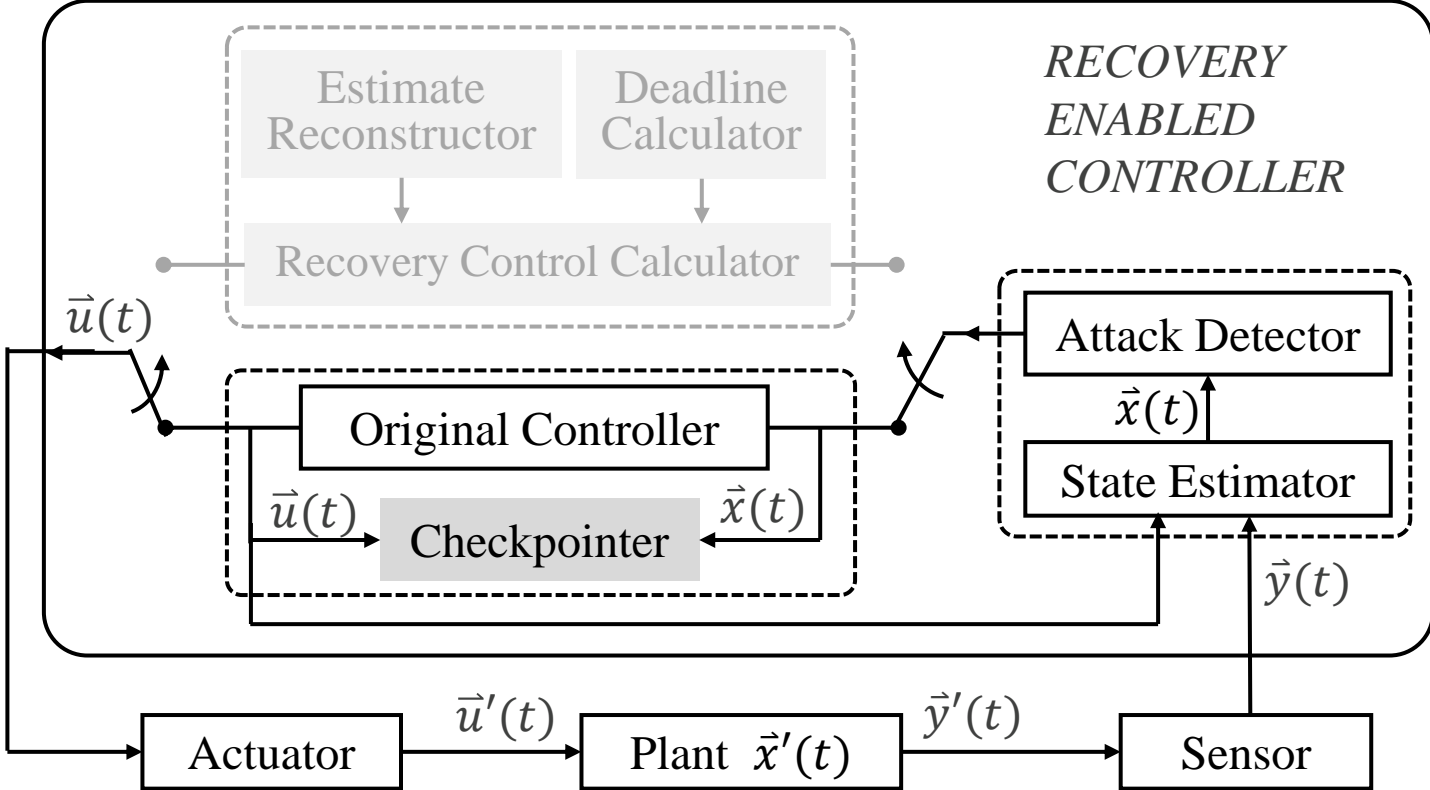 Estimate
Reconstructor
Deadline
Calculator
RECOVERY
ENABLED
CONTROLLER
Recovery Control Calculator
u⃗(t)
Attack Detector
x⃗(t)
Original Controller
State Estimator
u⃗(t)
x⃗(t)
Checkpointer
y⃗(t)
u⃗′(t)
y⃗′(t)
Actuator
Plant x⃗′(t)
Sensor